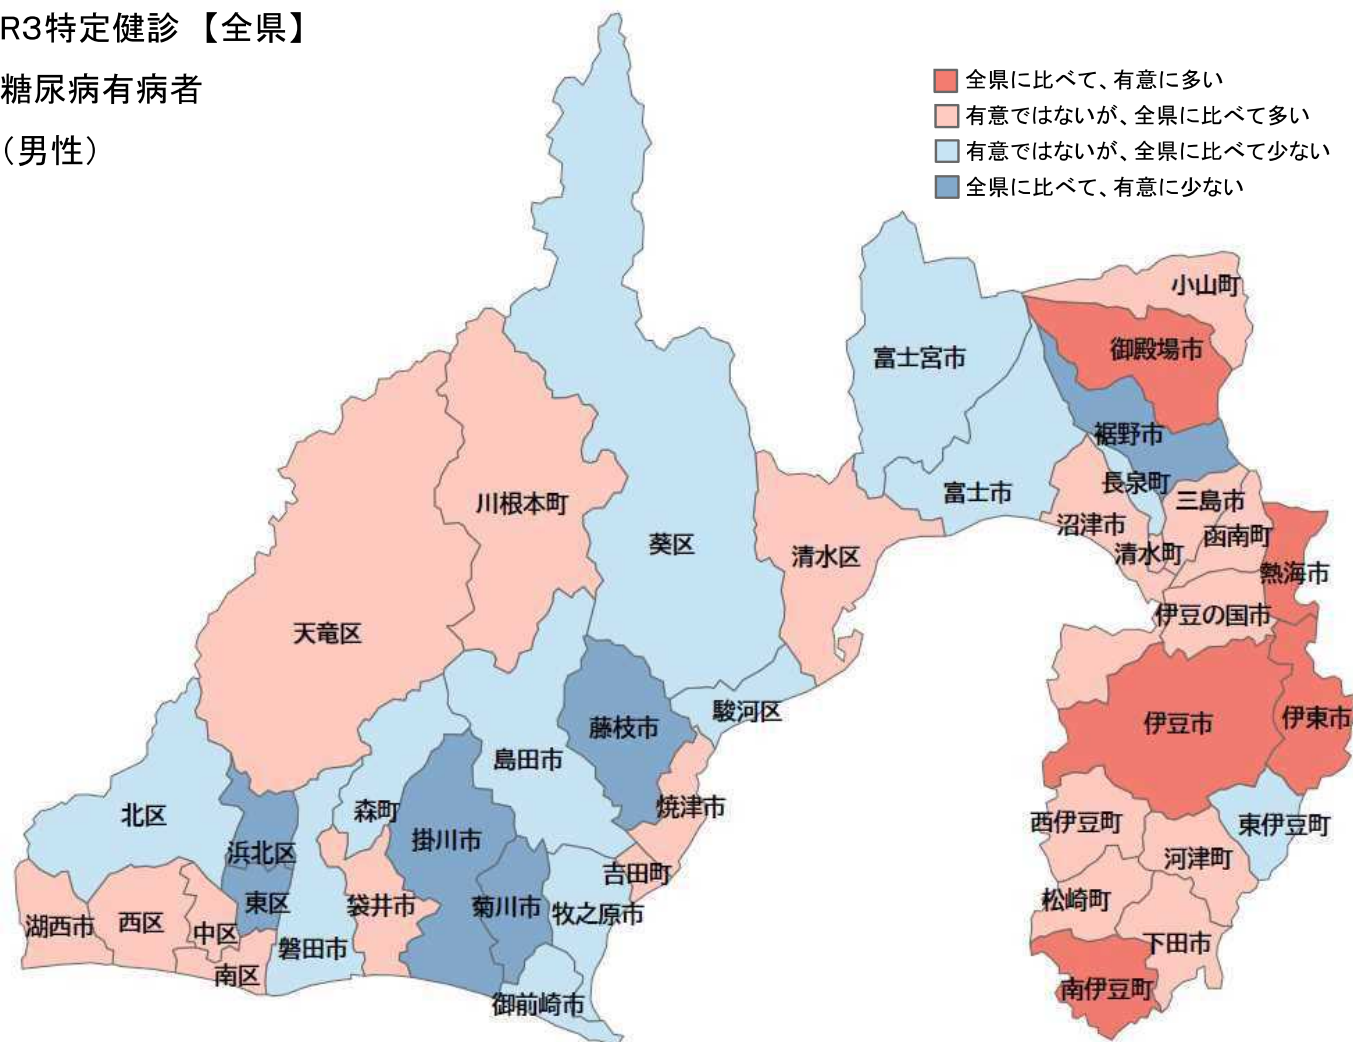 R3特定健診 【全県】
糖尿病有病者
（男性）
全県に比べて、有意に多い
有意ではないが、全県に比べて多い
有意ではないが、全県に比べて少ない
全県に比べて、有意に少ない
小山町
御殿場市
富士宮市
裾野市
長泉町
富士市
三島市
川根本町
沼津市
函南町
葵区
清水区
清水町
熱海市
伊豆の国市
天竜区
駿河区
伊豆市
伊東市
藤枝市
島田市
焼津市
北区
森町
西伊豆町
東伊豆町
掛川市
浜北区
河津町
吉田町
東区
袋井市
菊川市
牧之原市
松崎町
湖西市
西区
中区
磐田市
下田市
南区
南伊豆町
御前崎市